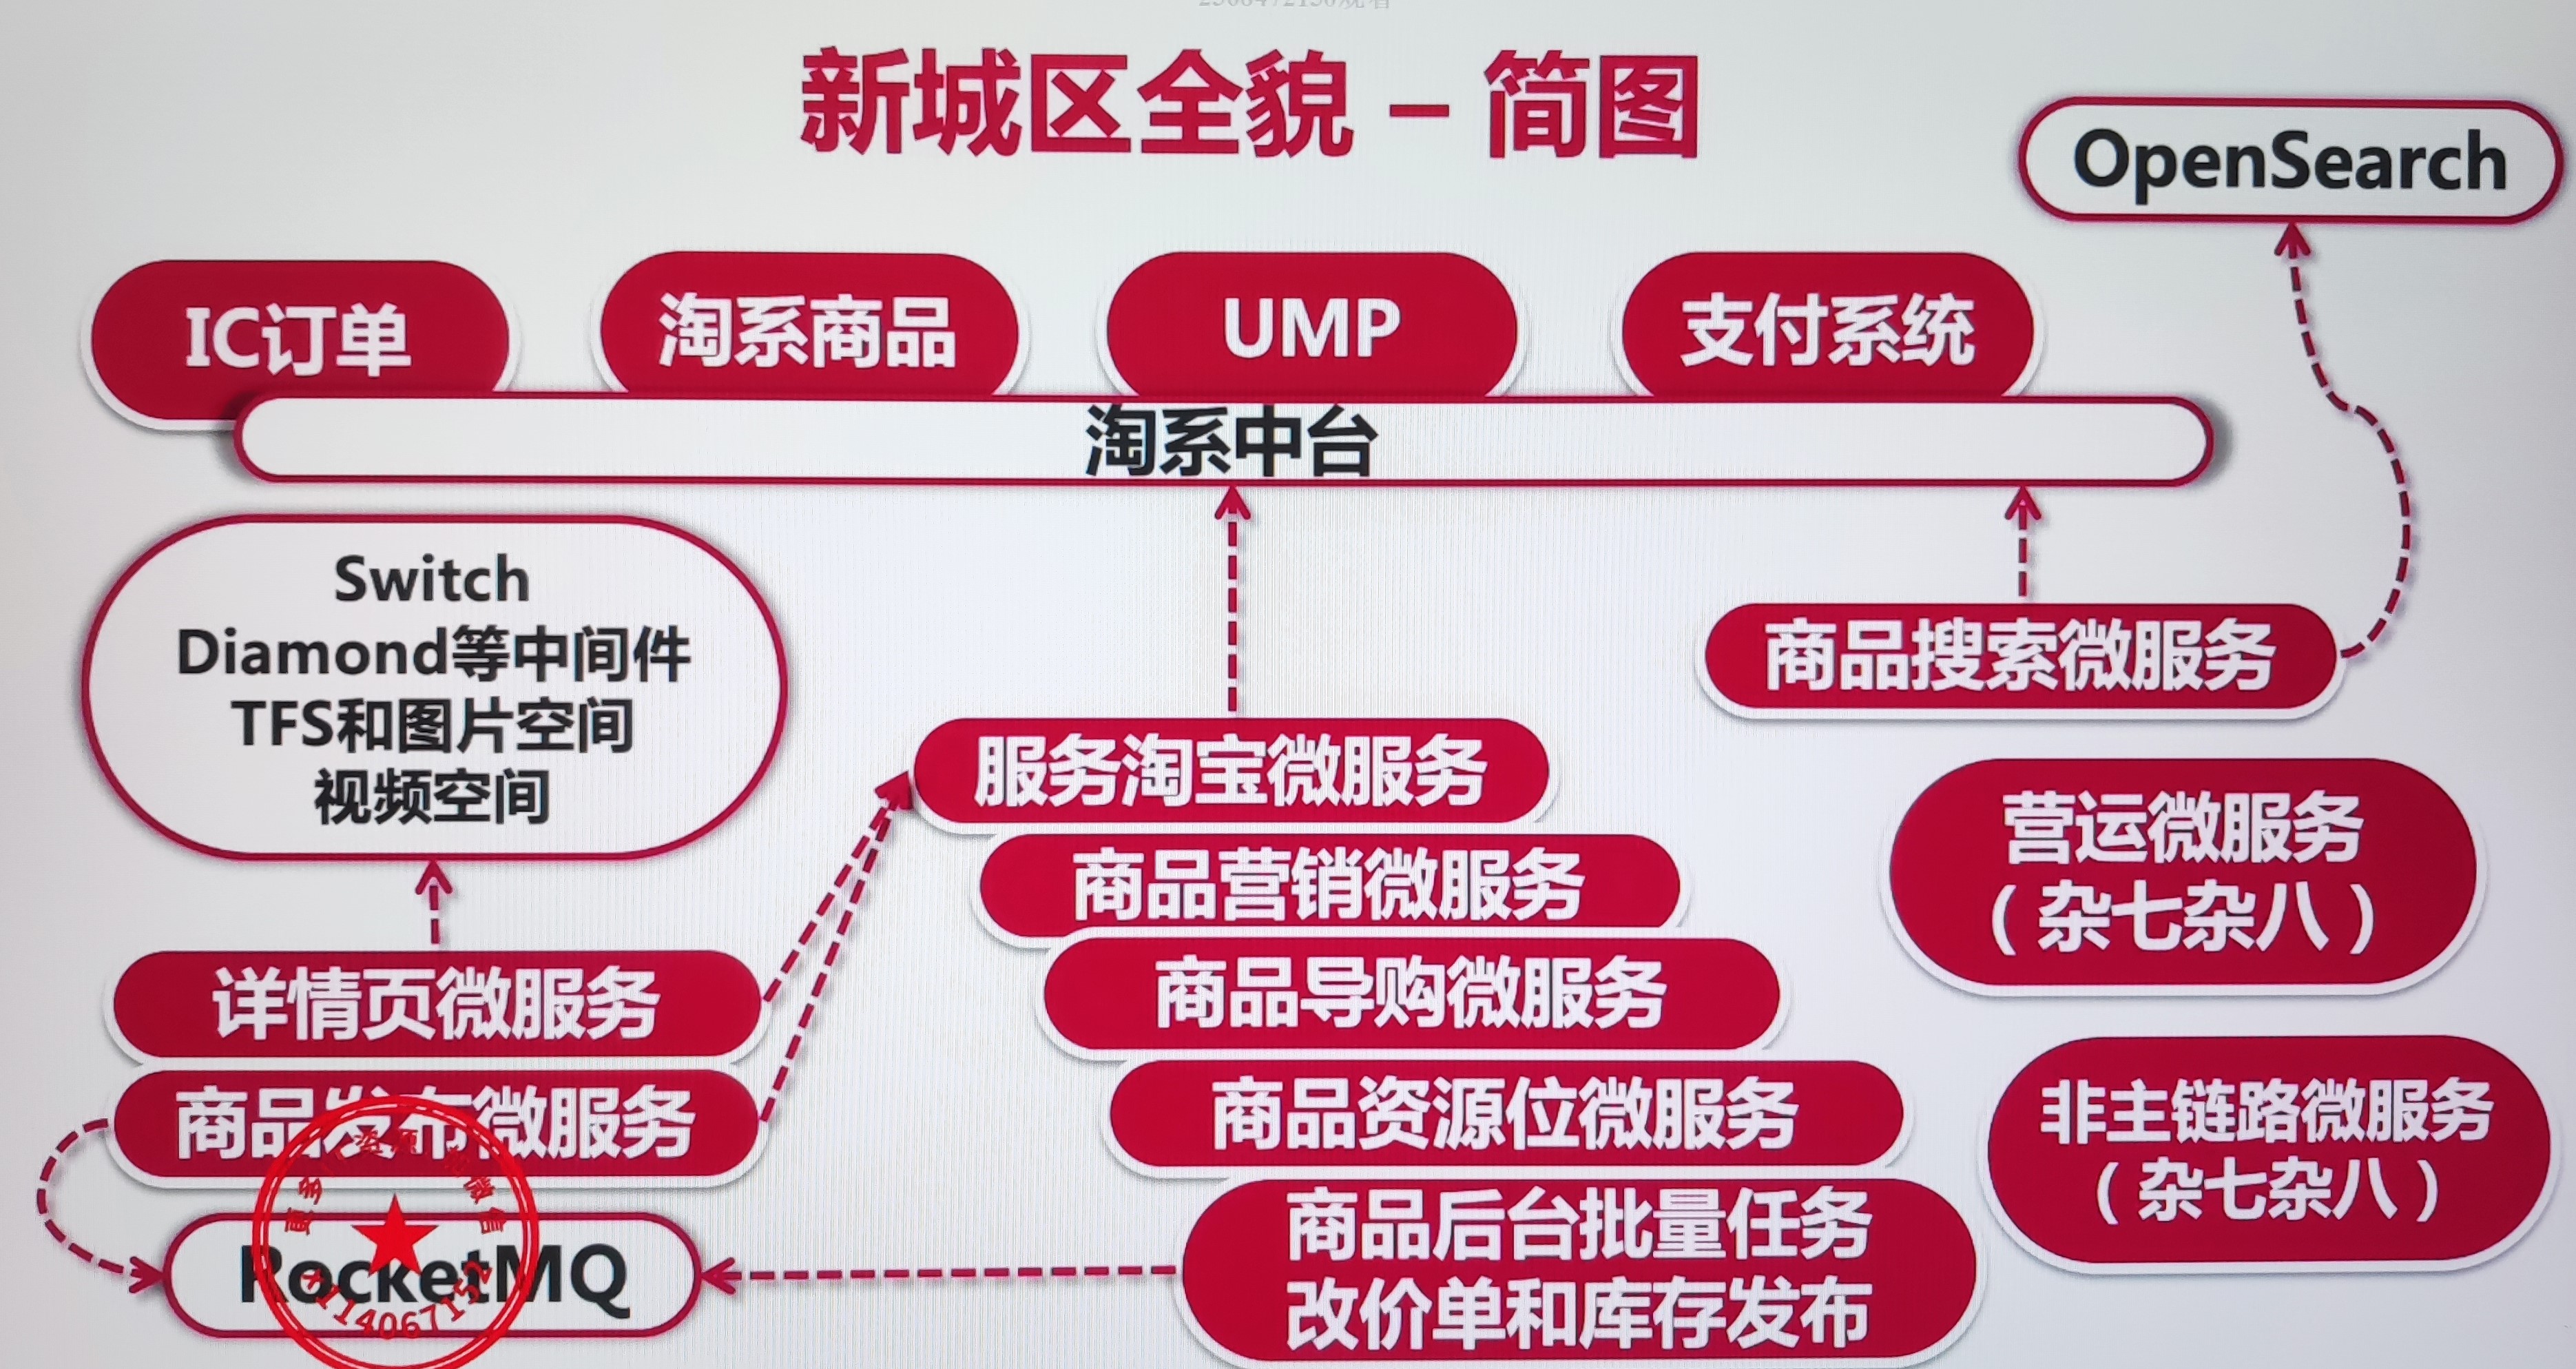 新城区全貌 – 简图
OpenSearch
IC订单
淘系商品
UMP
支付系统
淘系中台
Switch
Diamond等中间件
TFS和图片空间
视频空间
商品搜索微服务
服务淘宝微服务
商品营销微服务
商品导购微服务
商品资源位微服务
商品后台批量任务
改价单和库存发布
营运微服务
（杂七杂八）
非主链路微服务
（杂七杂八）
详情页微服务
商品发布微服务
RocketMQ